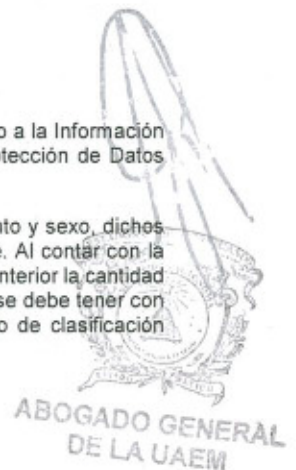 o a la Información
tección de Datos
nto y sexo, dichos
e. Al contar con la
nterior la cantidad
se debe tener con
o de clasificación
ABOGADO GENERAL
DE LA UAEM